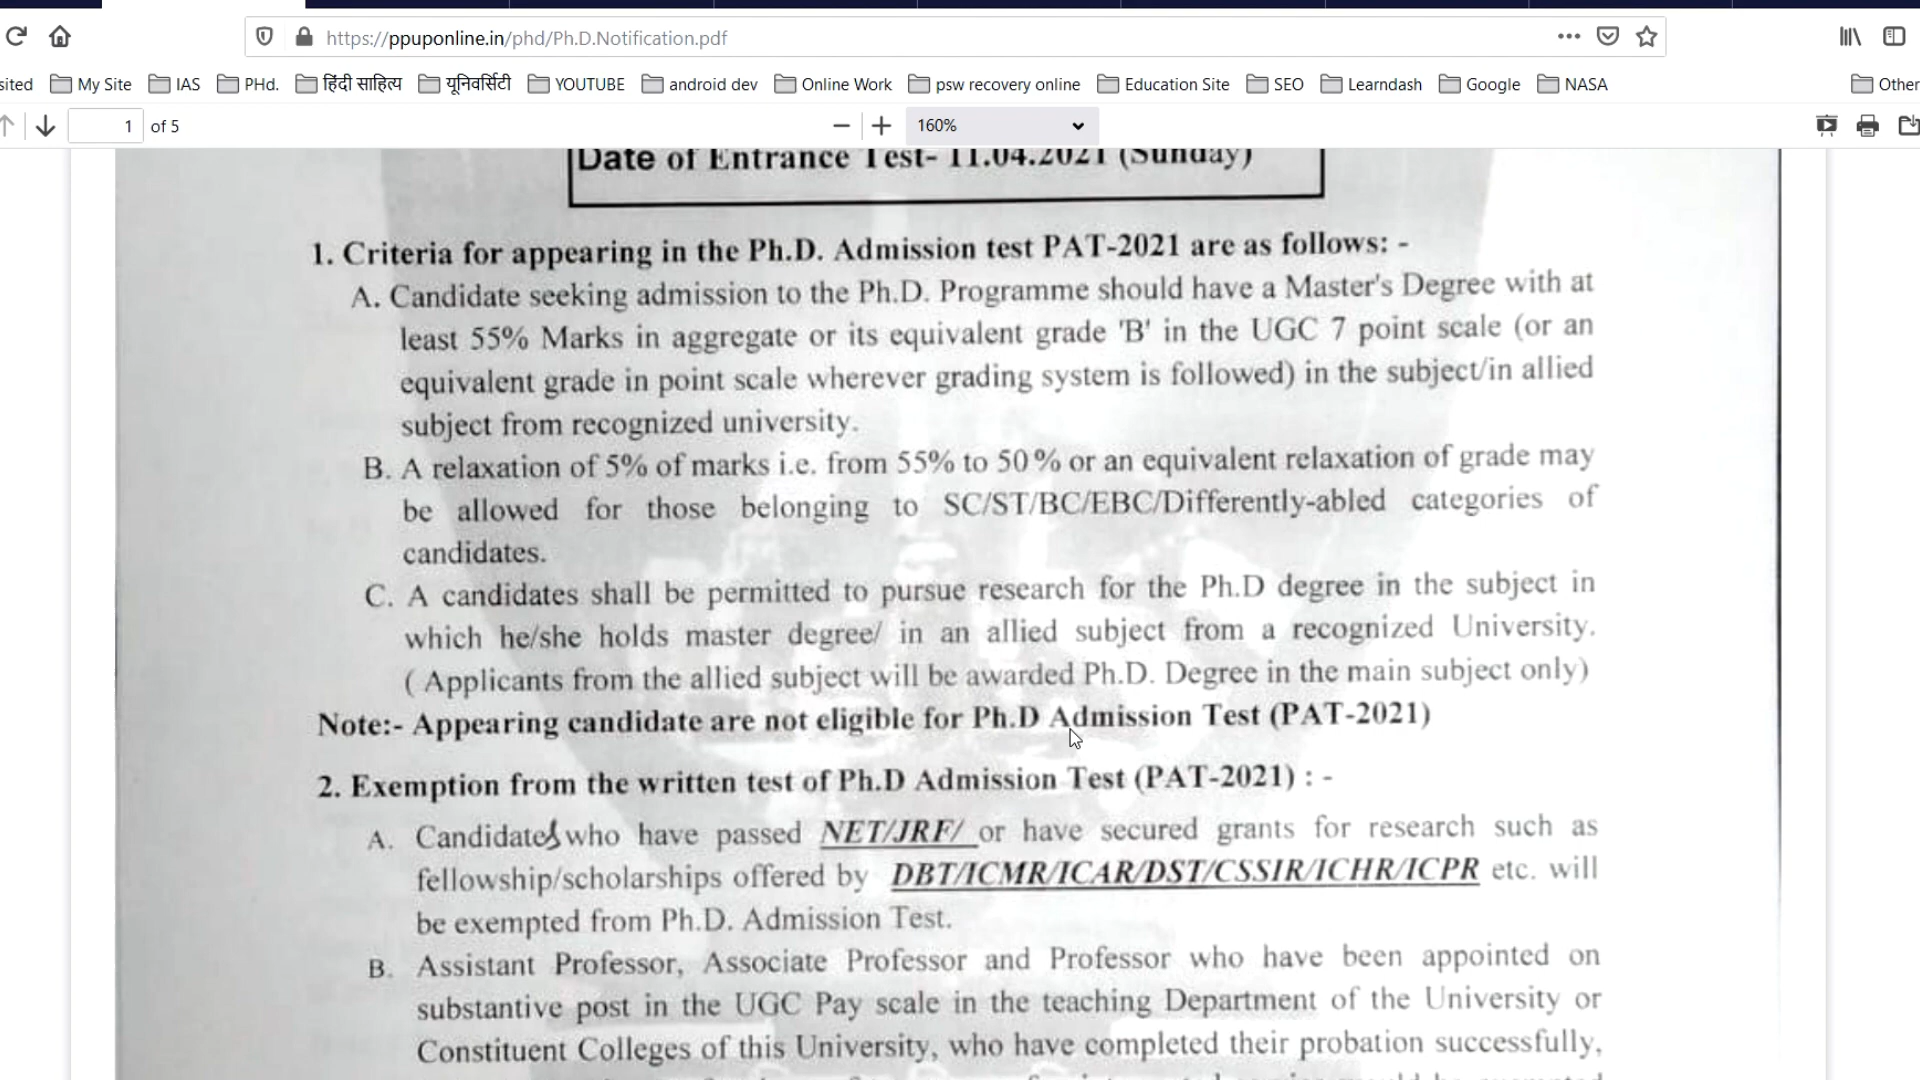 https://ppuponline.in/phd/Ph.D.Notification.pdf
sited My Site IAS PHd. हिंदी साहित्य यूनिवर्सिटी YOUTUBE android dev Online Work psw recovery online Education Site SEO Learndash Google NASA Other
1 of 5 160%
Date of Entrance Test- 11.04.2021 (Sunday)
1. Criteria for appearing in the Ph.D. Admission test PAT-2021 are as follows: -
A. Candidate seeking admission to the Ph.D. Programme should have a Master's Degree with at
least 55% Marks in aggregate or its equivalent grade 'B' in the UGC 7 point scale (or an
equivalent grade in point scale wherever grading system is followed) in the subject/in allied
subject from recognized university.
B. A relaxation of 5% of marks i.e. from 55% to 50% or an equivalent relaxation of grade may
be allowed for those belonging to SC/ST/BC/EBC/Differently-abled categories of
candidates.
C. A candidates shall be permitted to pursue research for the Ph.D degree in the subject in
which he/she holds master degree/ in an allied subject from a recognized University.
( Applicants from the allied subject will be awarded Ph.D. Degree in the main subject only)
Note:- Appearing candidate are not eligible for Ph.D Admission Test (PAT-2021)
2. Exemption from the written test of Ph.D Admission Test (PAT-2021) : -
A. Candidates who have passed NET/JRF/ or have secured grants for research such as
fellowship/scholarships offered by DBT/ICMR/ICAR/DST/CSSIR/ICHR/ICPR etc. will
be exempted from Ph.D. Admission Test.
B. Assistant Professor, Associate Professor and Professor who have been appointed on
substantive post in the UGC Pay scale in the teaching Department of the University or
Constituent Colleges of this University, who have completed their probation successfully,